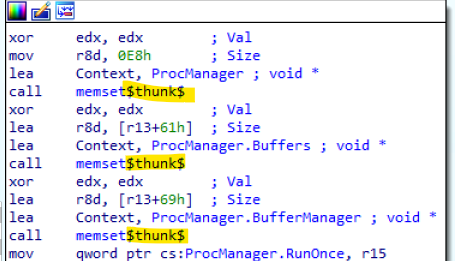 xor edx, edx ; Val
mov r8d, 0E8h ; Size
lea Context, ProcManager ; void *
call memset$thunk$
xor edx, edx ; Val
lea r8d, [r13+61h] ; Size
lea Context, ProcManager.Buffers ; void *
call memset$thunk$
xor edx, edx ; Val
lea r8d, [r13+69h] ; Size
lea Context, ProcManager.BufferManager ; void *
call memset$thunk$
mov qword ptr cs:ProcManager.RunOnce, r15